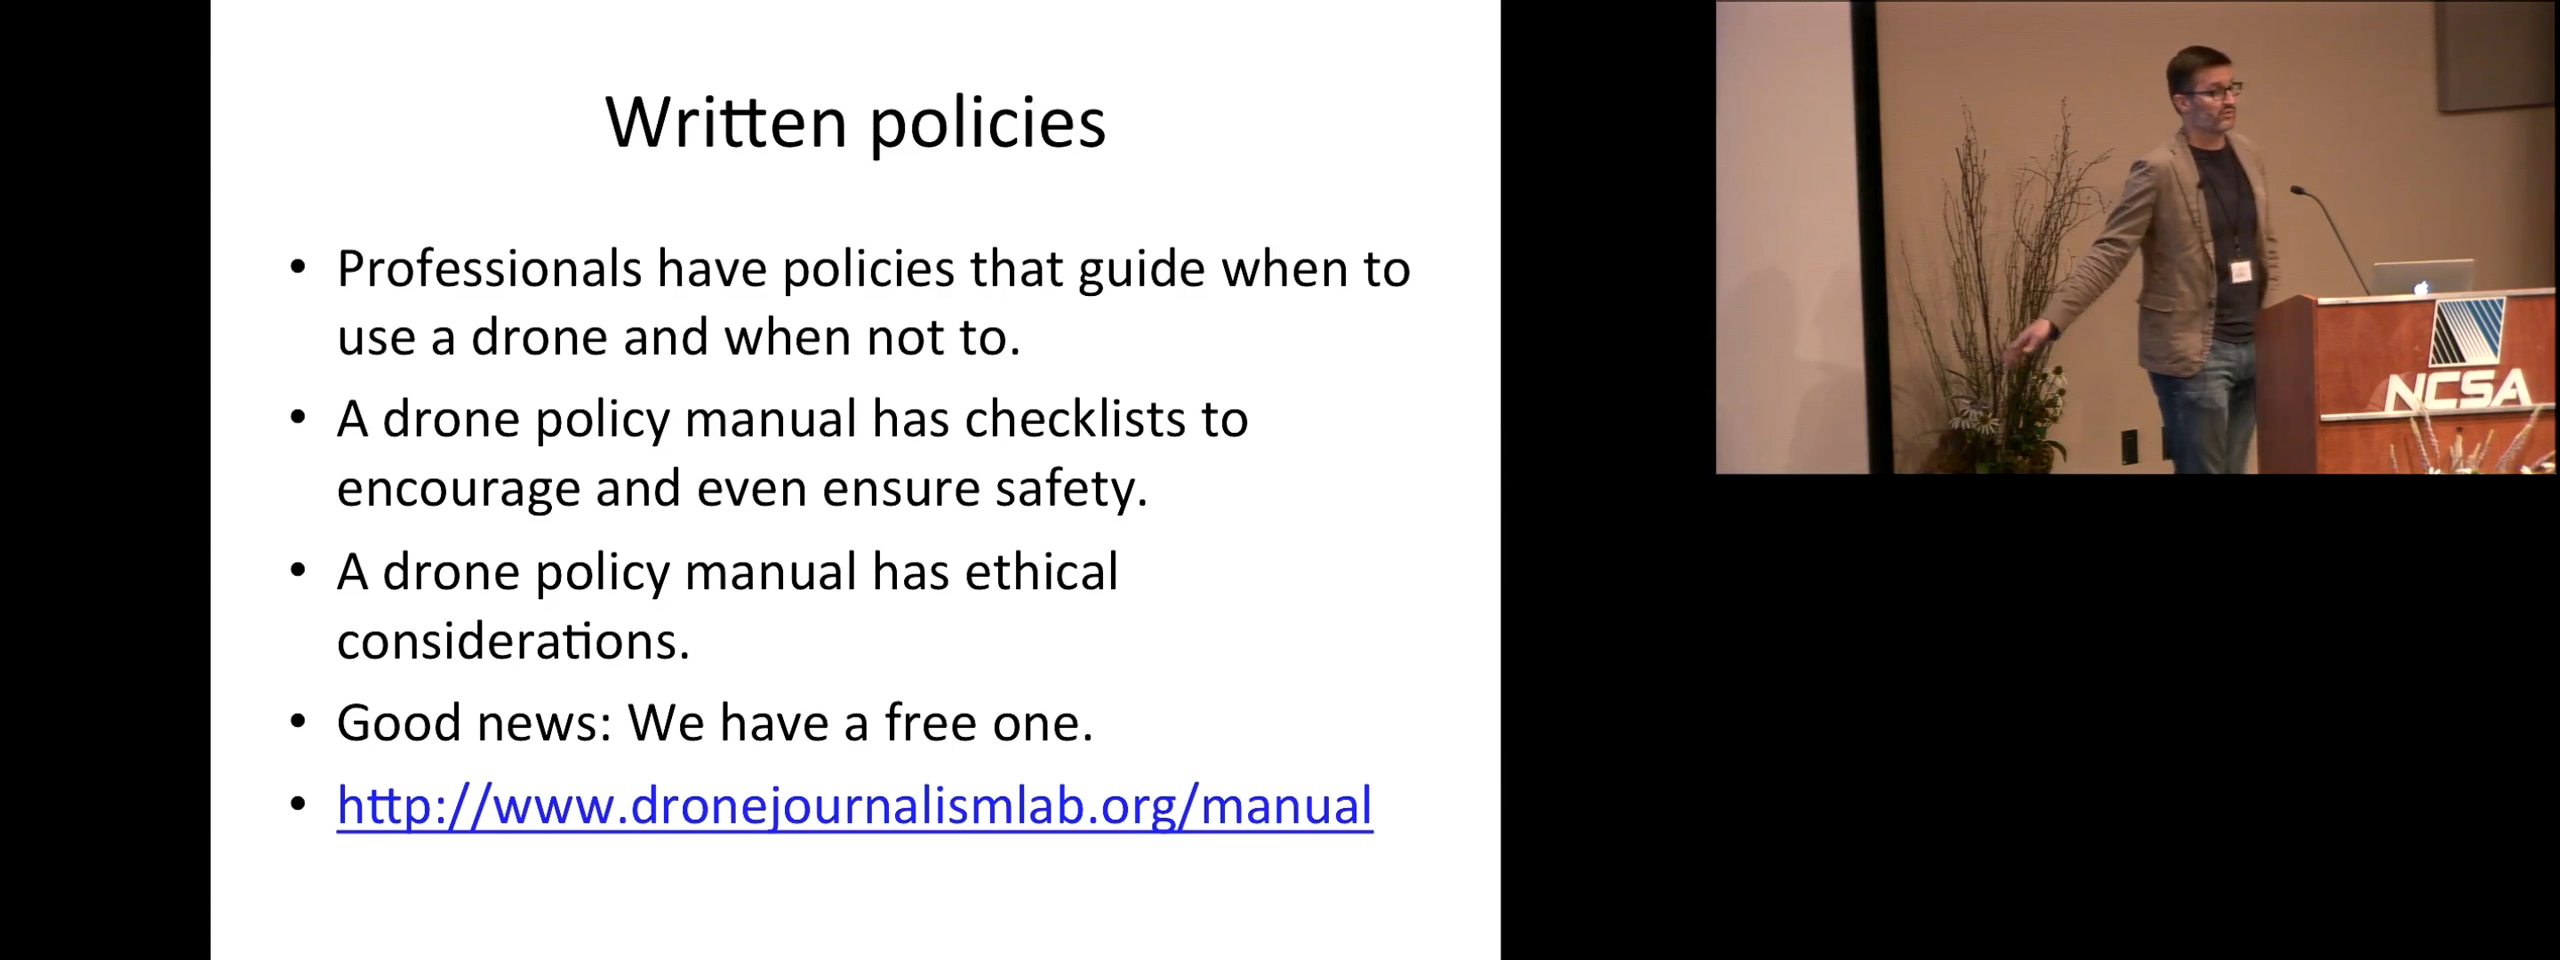 Written policies
• Professionals have policies that guide when to
use a drone and when not to.
• A drone policy manual has checklists to
encourage and even ensure safety.
• A drone policy manual has ethical
considerations.
• Good news: We have a free one.
• http://www.dronejournalismlab.org/manual
NCSA